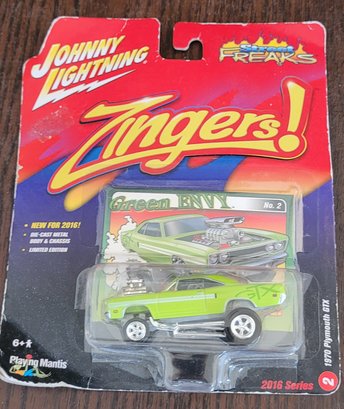 JOHNNY LIGHTNING
Street FREAKS
Zingers!
• NEW FOR 2016!
• DIE-CAST METAL BODY & CHASSIS
• LIMITED EDITION
Green ENVY
No. 2
GTX
6+
Playing Mantis
2016 Series
2
1970 Plymouth GTX